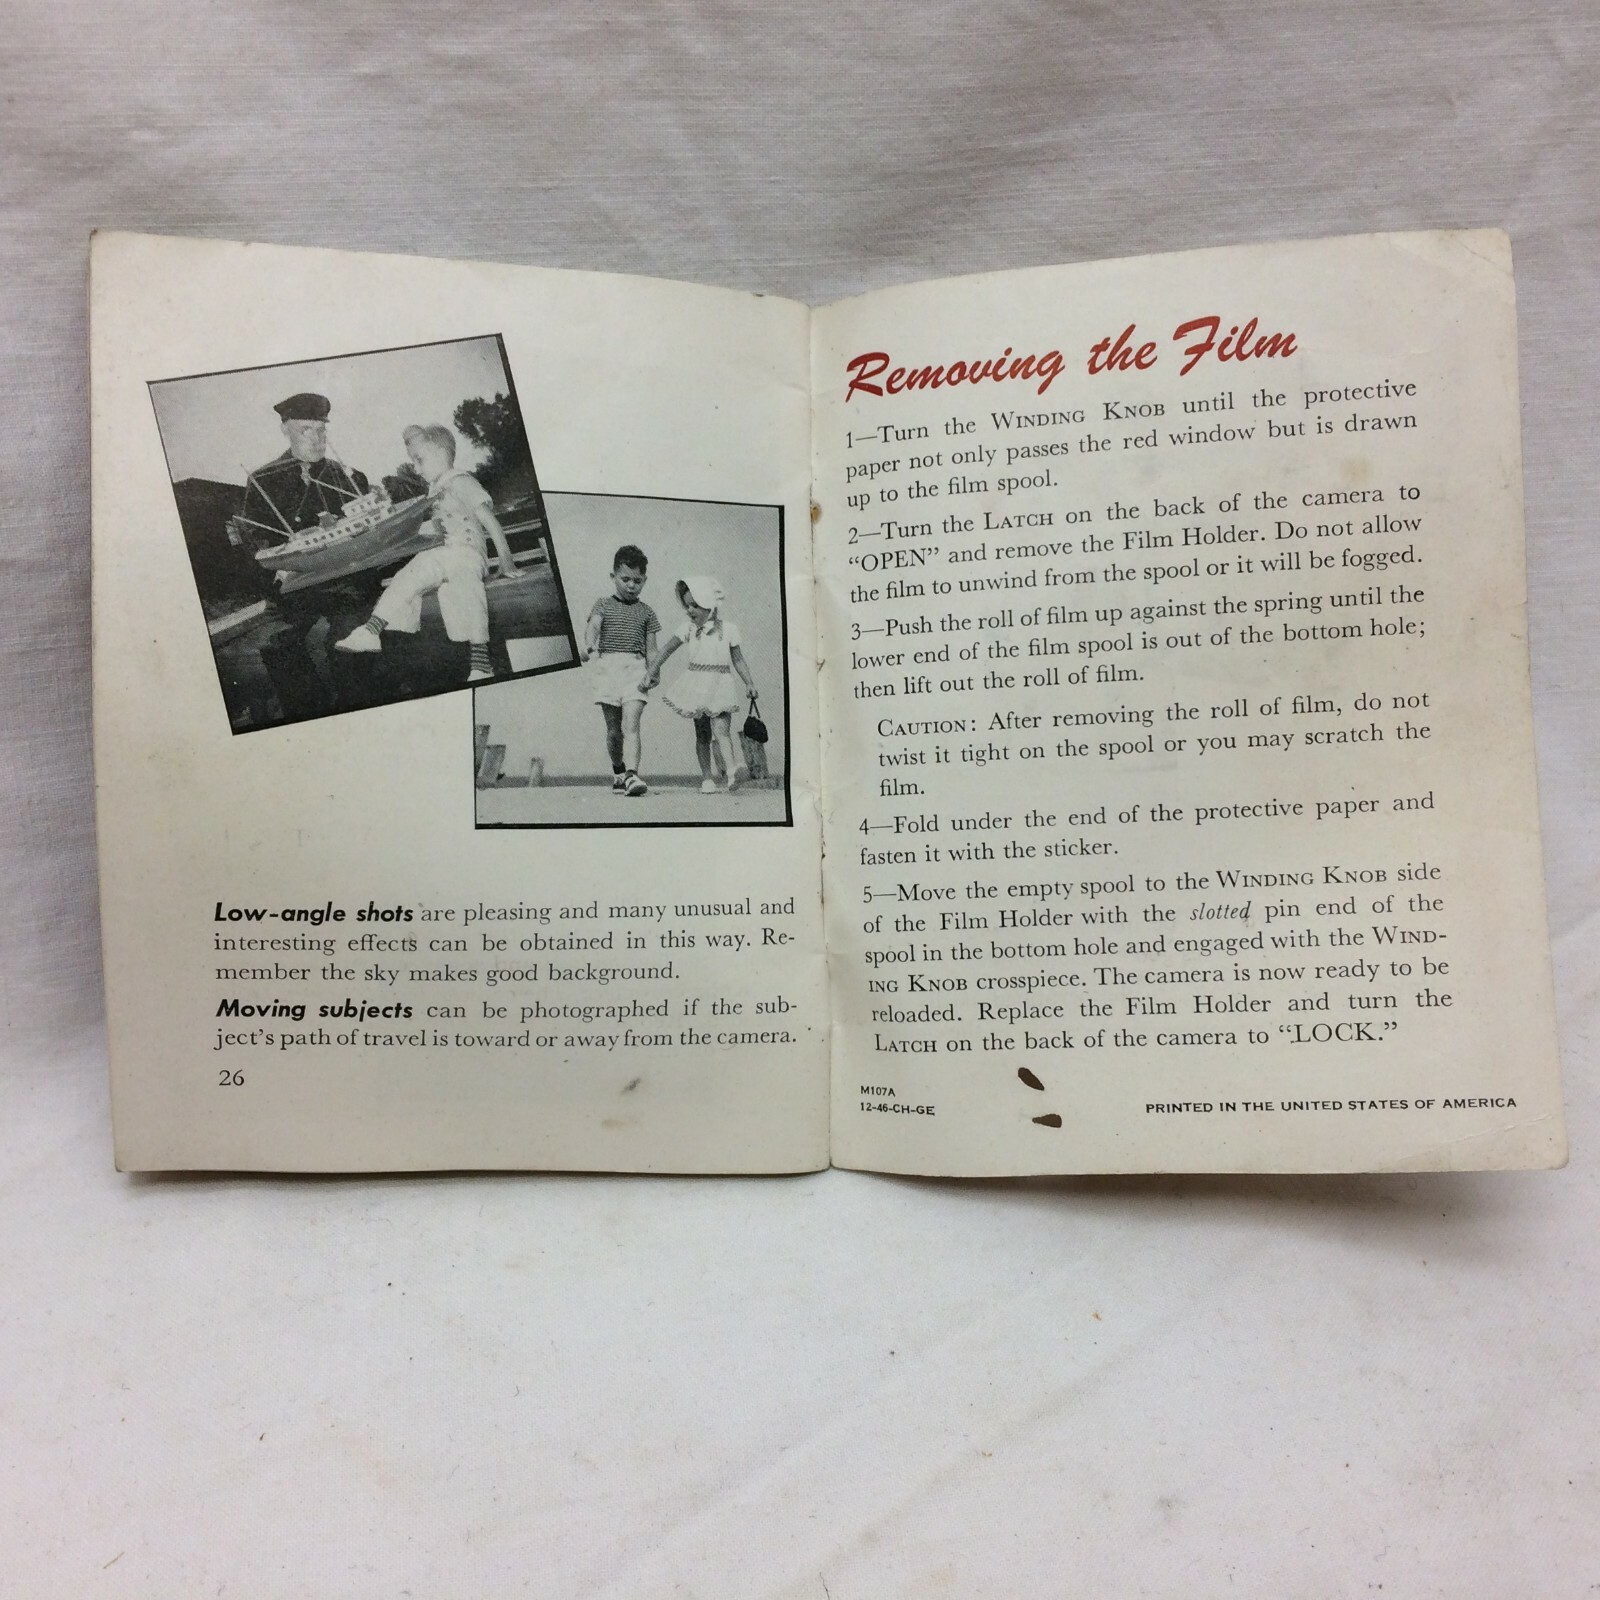 Low-angle shots are pleasing and many unusual and
interesting effects can be obtained in this way. Re-
member the sky makes good background.
Moving subjects can be photographed if the sub-
ject's path of travel is toward or away from the camera.
26
Removing the Film
1—Turn the WINDING KNOB until the protective
paper not only passes the red window but is drawn
up to the film spool.
2—Turn the LATCH on the back of the camera to
“OPEN” and remove the Film Holder. Do not allow
the film to unwind from the spool or it will be fogged.
3—Push the roll of film up against the spring until the
lower end of the film spool is out of the bottom hole;
then lift out the roll of film.
CAUTION: After removing the roll of film, do not
twist it tight on the spool or you may scratch the
film.
4—Fold under the end of the protective paper and
fasten it with the sticker.
5—Move the empty spool to the WINDING KNOB side
of the Film Holder with the slotted pin end of the
spool in the bottom hole and engaged with the WIND-
ING KNOB crosspiece. The camera is now ready to be
reloaded. Replace the Film Holder and turn the
LATCH on the back of the camera to “LOCK.”
M107A
12-46-CH-GE
PRINTED IN THE UNITED STATES OF AMERICA